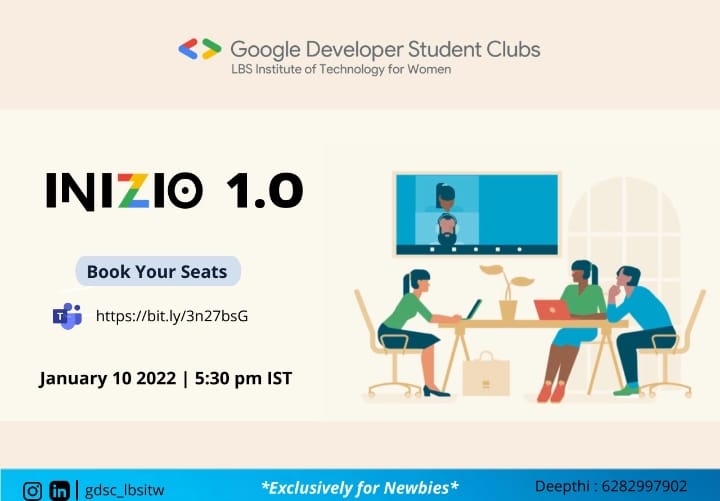 Google Developer Student Clubs
LBS Institute of Technology for Women
INIZIO 1.0
Book Your Seats
T https://bit.ly/3n27bsG
January 10 2022 | 5:30 pm IST
in | gdsc_lbsitw
*Exclusively for Newbies*
Deepthi : 6282997902